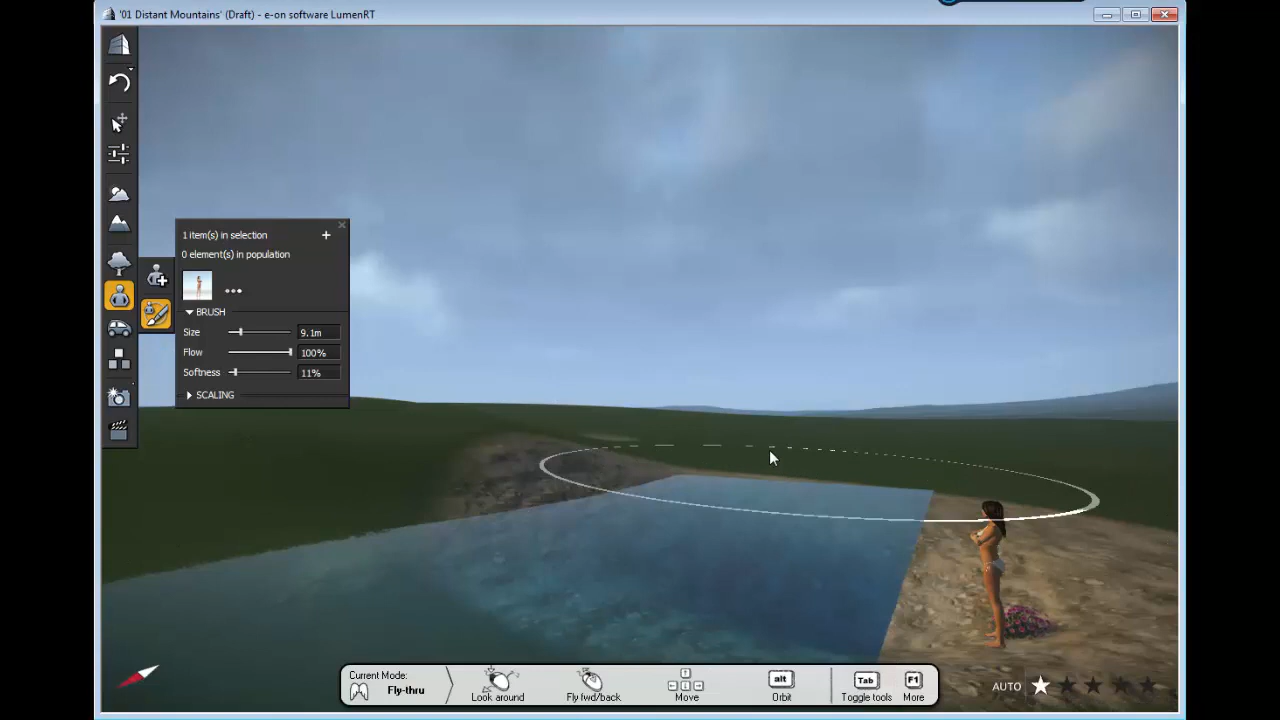 '01 Distant Mountains' (Draft) - e-on software LumenRT
1 item(s) in selection
+
0 element(s) in population
•••
BRUSH
Size 9.1m
Flow 100%
Softness 11%
SCALING
Current Mode:
Fly-thru
Look around
Fly fwd/back
Move
alt
Orbit
Tab
Toggle tools
F1
More
AUTO